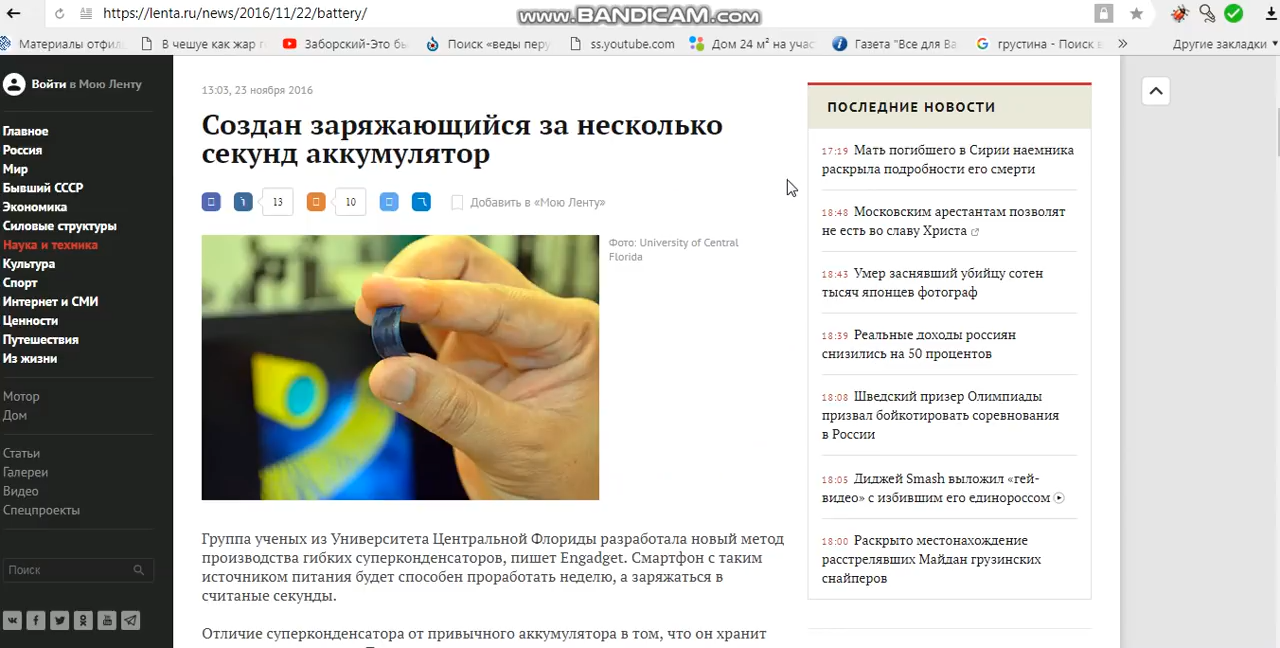 https://lenta.ru/news/2016/11/22/battery/
www.BANDICAM.com
Материалы отфил
В чешуе как жар г
Заборский-Это бы
Поиск «веды перу
ss.youtube.com
Дом 24 м² на учас
Газета "Все для Ва
грустина - Поиск в
Другие закладки
Войти в Мою Ленту
Главное
Россия
Мир
Бывший СССР
Экономика
Силовые структуры
Наука и техника
Культура
Спорт
Интернет и СМИ
Ценности
Путешествия
Из жизни
Мотор
Дом
Статьи
Галереи
Видео
Спецпроекты
Поиск
13:03, 23 ноября 2016
Создан заряжающийся за несколько
секунд аккумулятор
13
10
Добавить в «Мою Ленту»
Фото: University of Central
Florida
Группа ученых из Университета Центральной Флориды разработала новый метод
производства гибких суперконденсаторов, пишет Engadget. Смартфон с таким
источником питания будет способен проработать неделю, а заряжаться в
считаные секунды.
Отличие суперконденсатора от привычного аккумулятора в том, что он хранит
ПОСЛЕДНИЕ НОВОСТИ
17:19 Мать погибшего в Сирии наемника
раскрыла подробности его смерти
18:48 Московским арестантам позволят
не есть во славу Христа
18:43 Умер заснявший убийцу сотен
тысяч японцев фотограф
18:39 Реальные доходы россиян
снизились на 50 процентов
18:08 Шведский призер Олимпиады
призвал бойкотировать соревнования
в России
18:05 Диджей Smash выложил «гей-
видео» с избившим его единороссом
18:00 Раскрыто местонахождение
расстрелявших Майдан грузинских
снайперов